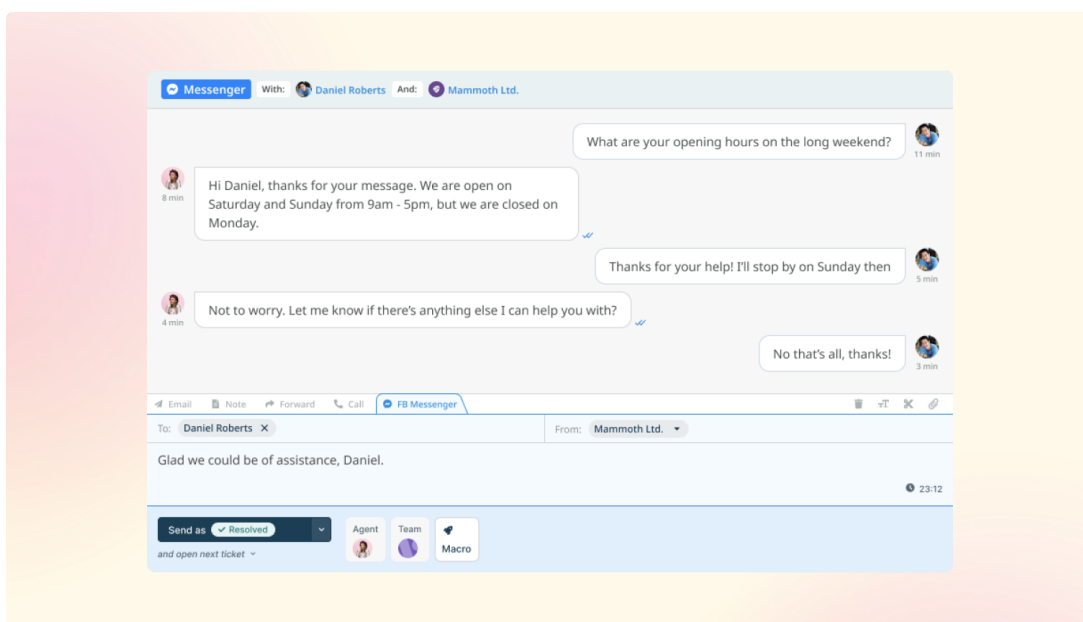 Messenger With: Daniel Roberts And: Mammoth Ltd.
What are your opening hours on the long weekend?
11 min
Hi Daniel, thanks for your message. We are open on
8 min
Saturday and Sunday from 9am - 5pm, but we are closed on
Monday.
Thanks for your help! I’ll stop by on Sunday then
5 min
Not to worry. Let me know if there’s anything else I can help you with?
4 min
No that’s all, thanks!
3 min
Email Note Forward Call FB Messenger
To: Daniel Roberts From: Mammoth Ltd.
Glad we could be of assistance, Daniel.
23:12
Send as Resolved Agent Team Macro
and open next ticket